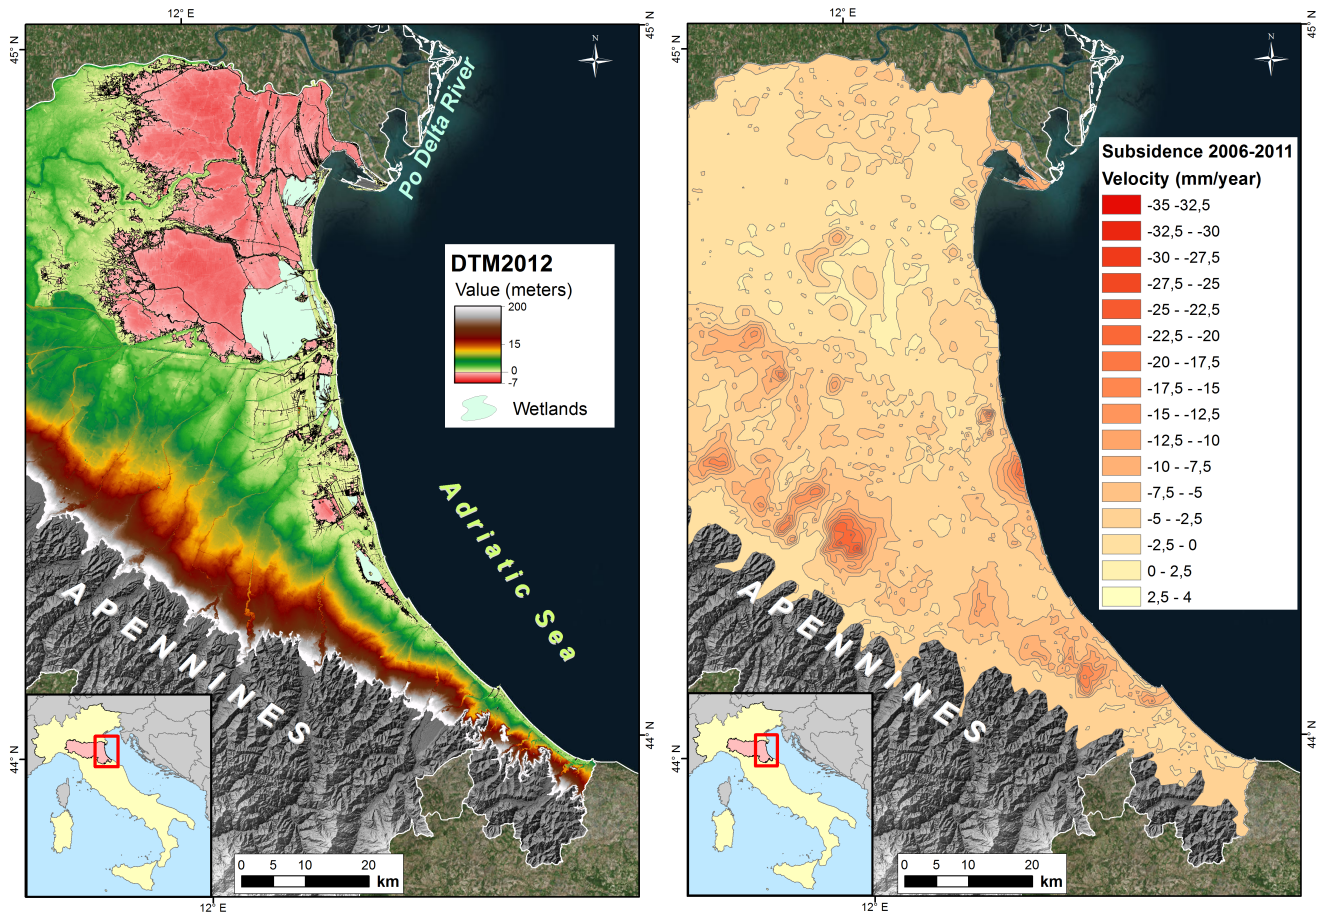 12° E
45° N
45° N
N
Po Delta River
DTM2012
Value (meters)
200
15
0
-7
Wetlands
Adriatic Sea
APENNINES
44° N
44° N
0 5 10 20
km
12° E
12° E
45° N
45° N
N
Subsidence 2006-2011
Velocity (mm/year)
-35 -32,5
-32,5 - -30
-30 - -27,5
-27,5 - -25
-25 - -22,5
-22,5 - -20
-20 - -17,5
-17,5 - -15
-15 - -12,5
-12,5 - -10
-10 - -7,5
-7,5 - -5
-5 - -2,5
-2,5 - 0
0 - 2,5
2,5 - 4
APENNINES
44° N
44° N
0 5 10 20
km
12° E